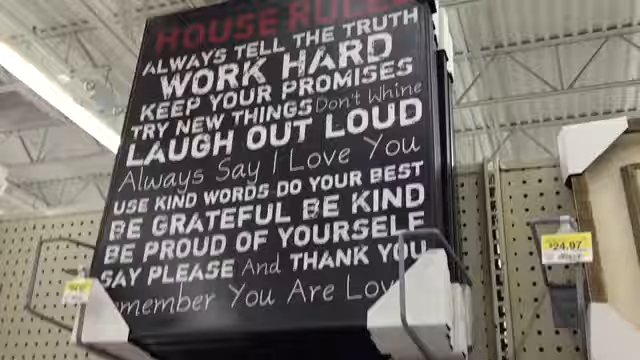 HOUSE RULES
ALWAYS TELL THE TRUTH
WORK HARD
KEEP YOUR PROMISES
TRY NEW THINGS Don't Whine
LAUGH OUT LOUD
Always Say I Love You
USE KIND WORDS DO YOUR BEST
BE GRATEFUL BE KIND
BE PROUD OF YOURSELF
SAY PLEASE And THANK YOU
member You Are Lov
$24.97